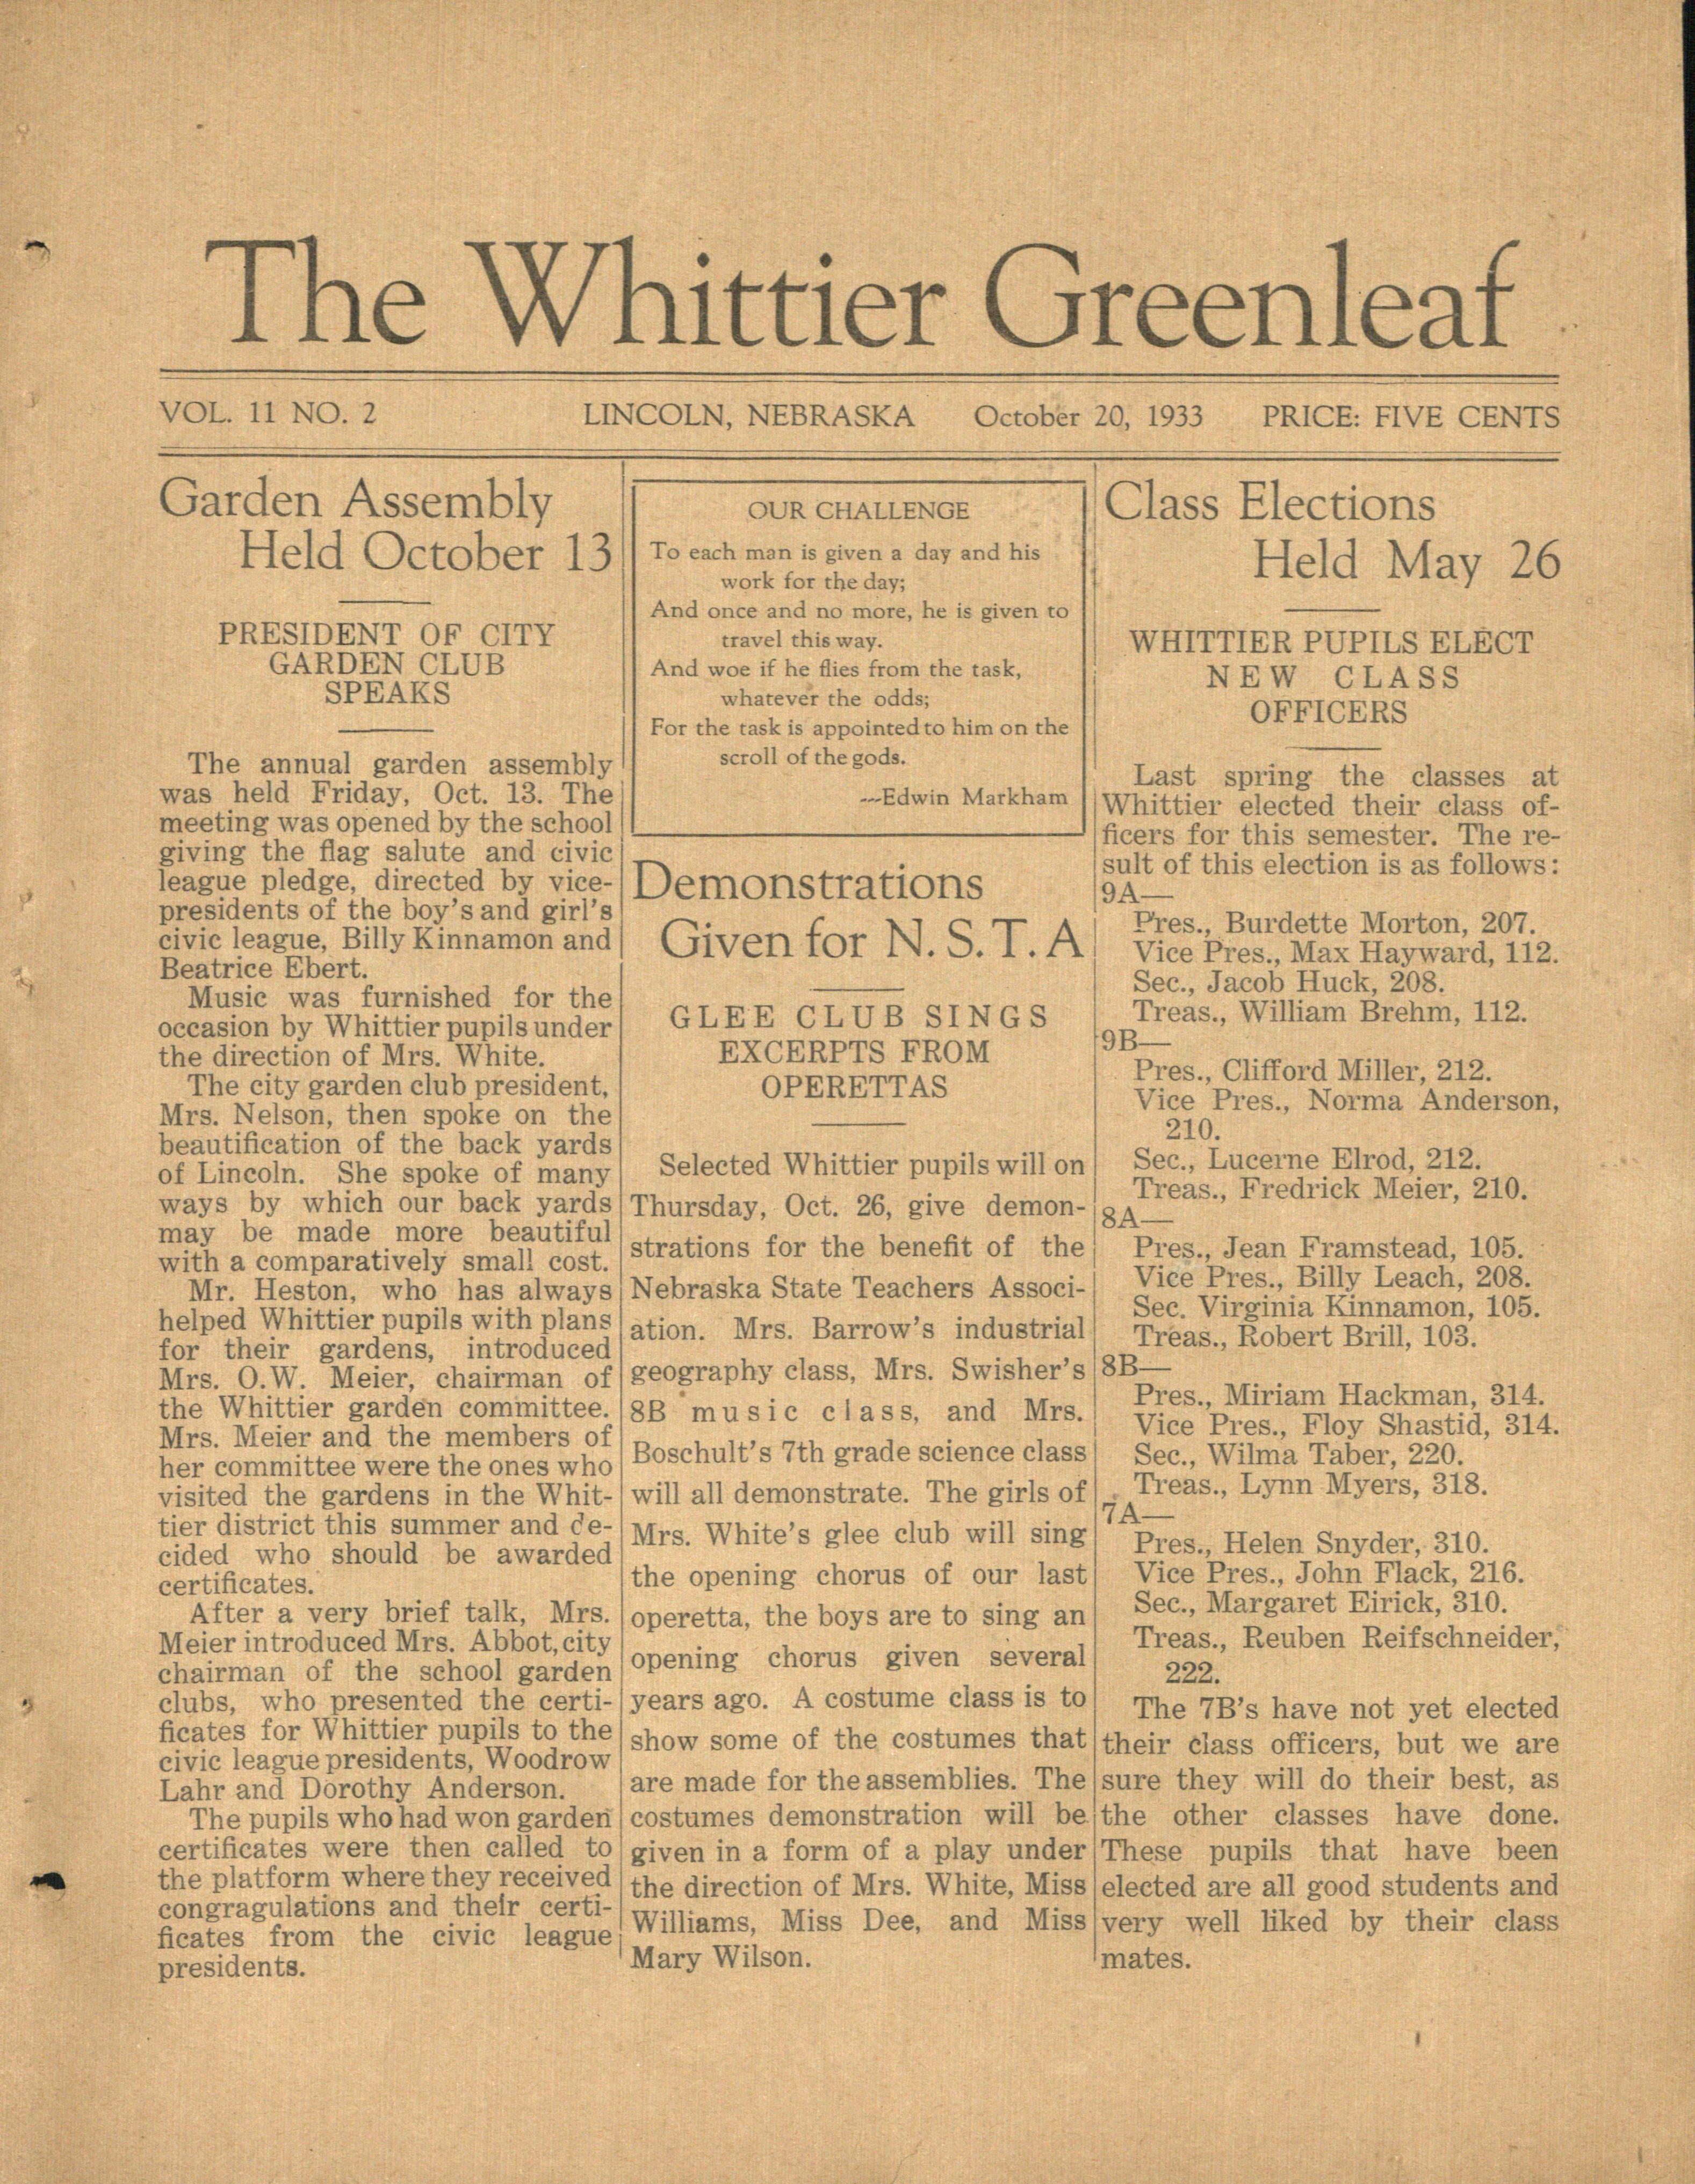 The Whittier Greenleaf
VOL. 11 NO. 2 LINCOLN, NEBRASKA October 20, 1933 PRICE: FIVE CENTS
Garden Assembly
Held October 13
PRESIDENT OF CITY
GARDEN CLUB
SPEAKS
The annual garden assembly
was held Friday, Oct. 13. The
meeting was opened by the school
giving the flag salute and civic
league pledge, directed by vice-
presidents of the boy's and girl's
civic league, Billy Kinnamon and
Beatrice Ebert.
Music was furnished for the
occasion by Whittier pupils under
the direction of Mrs. White.
The city garden club president,
Mrs. Nelson, then spoke on the
beautification of the back yards
of Lincoln. She spoke of many
ways by which our back yards
may be made more beautiful
with a comparatively small cost.
Mr. Heston, who has always
helped Whittier pupils with plans
for their gardens, introduced
Mrs. O.W. Meier, chairman of
the Whittier garden committee.
Mrs. Meier and the members of
her committee were the ones who
visited the gardens in the Whit-
tier district this summer and de-
cided who should be awarded
certificates.
After a very brief talk, Mrs.
Meier introduced Mrs. Abbot, city
chairman of the school garden
clubs, who presented the certi-
ficates for Whittier pupils to the
civic league presidents, Woodrow
Lahr and Dorothy Anderson.
The pupils who had won garden
certificates were then called to
the platform where they received
congragulations and their certi-
ficates from the civic league
presidents.
OUR CHALLENGE
To each man is given a day and his
work for the day;
And once and no more, he is given to
travel this way.
And woe if he flies from the task,
whatever the odds;
For the task is appointed to him on the
scroll of the gods.
---Edwin Markham
Demonstrations
Given for N. S. T. A
GLEE CLUB SINGS
EXCERPTS FROM
OPERETTAS
Selected Whittier pupils will on
Thursday, Oct. 26, give demon-
strations for the benefit of the
Nebraska State Teachers Associ-
ation. Mrs. Barrow's industrial
geography class, Mrs. Swisher's
8B music class, and Mrs.
Boschult's 7th grade science class
will all demonstrate. The girls of
Mrs. White's glee club will sing
the opening chorus of our last
operetta, the boys are to sing an
opening chorus given several
years ago. A costume class is to
show some of the costumes that
are made for the assemblies. The
costumes demonstration will be
given in a form of a play under
the direction of Mrs. White, Miss
Williams, Miss Dee, and Miss
Mary Wilson.
Class Elections
Held May 26
WHITTIER PUPILS ELECT
NEW CLASS
OFFICERS
Last spring the classes at
Whittier elected their class of-
ficers for this semester. The re-
sult of this election is as follows:
9A—
Pres., Burdette Morton, 207.
Vice Pres., Max Hayward, 112.
Sec., Jacob Huck, 208.
Treas., William Brehm, 112.
9B—
Pres., Clifford Miller, 212.
Vice Pres., Norma Anderson,
210.
Sec., Lucerne Elrod, 212.
Treas., Fredrick Meier, 210.
8A—
Pres., Jean Framstead, 105.
Vice Pres., Billy Leach, 208.
Sec. Virginia Kinnamon, 105.
Treas., Robert Brill, 103.
8B—
Pres., Miriam Hackman, 314.
Vice Pres., Floy Shastid, 314.
Sec., Wilma Taber, 220.
Treas., Lynn Myers, 318.
7A—
Pres., Helen Snyder, 310.
Vice Pres., John Flack, 216.
Sec., Margaret Eirick, 310.
Treas., Reuben Reifschneider,
222.
The 7B's have not yet elected
their class officers, but we are
sure they will do their best, as
the other classes have done.
These pupils that have been
elected are all good students and
very well liked by their class
mates.